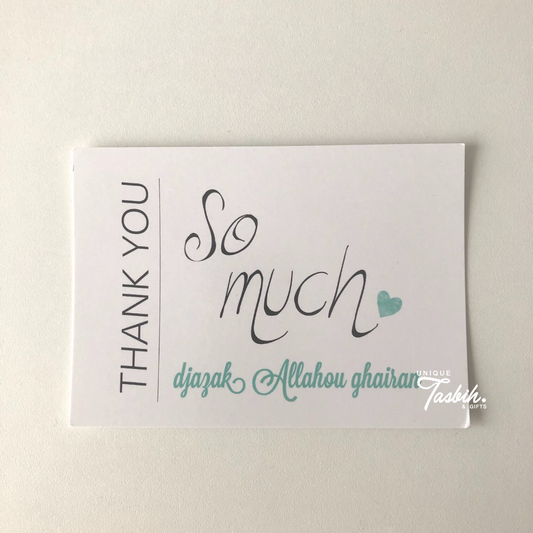 THANK YOU
So
much
djazak Allahou ghairan
UNIQUE
Tasbih.
& GIFTS